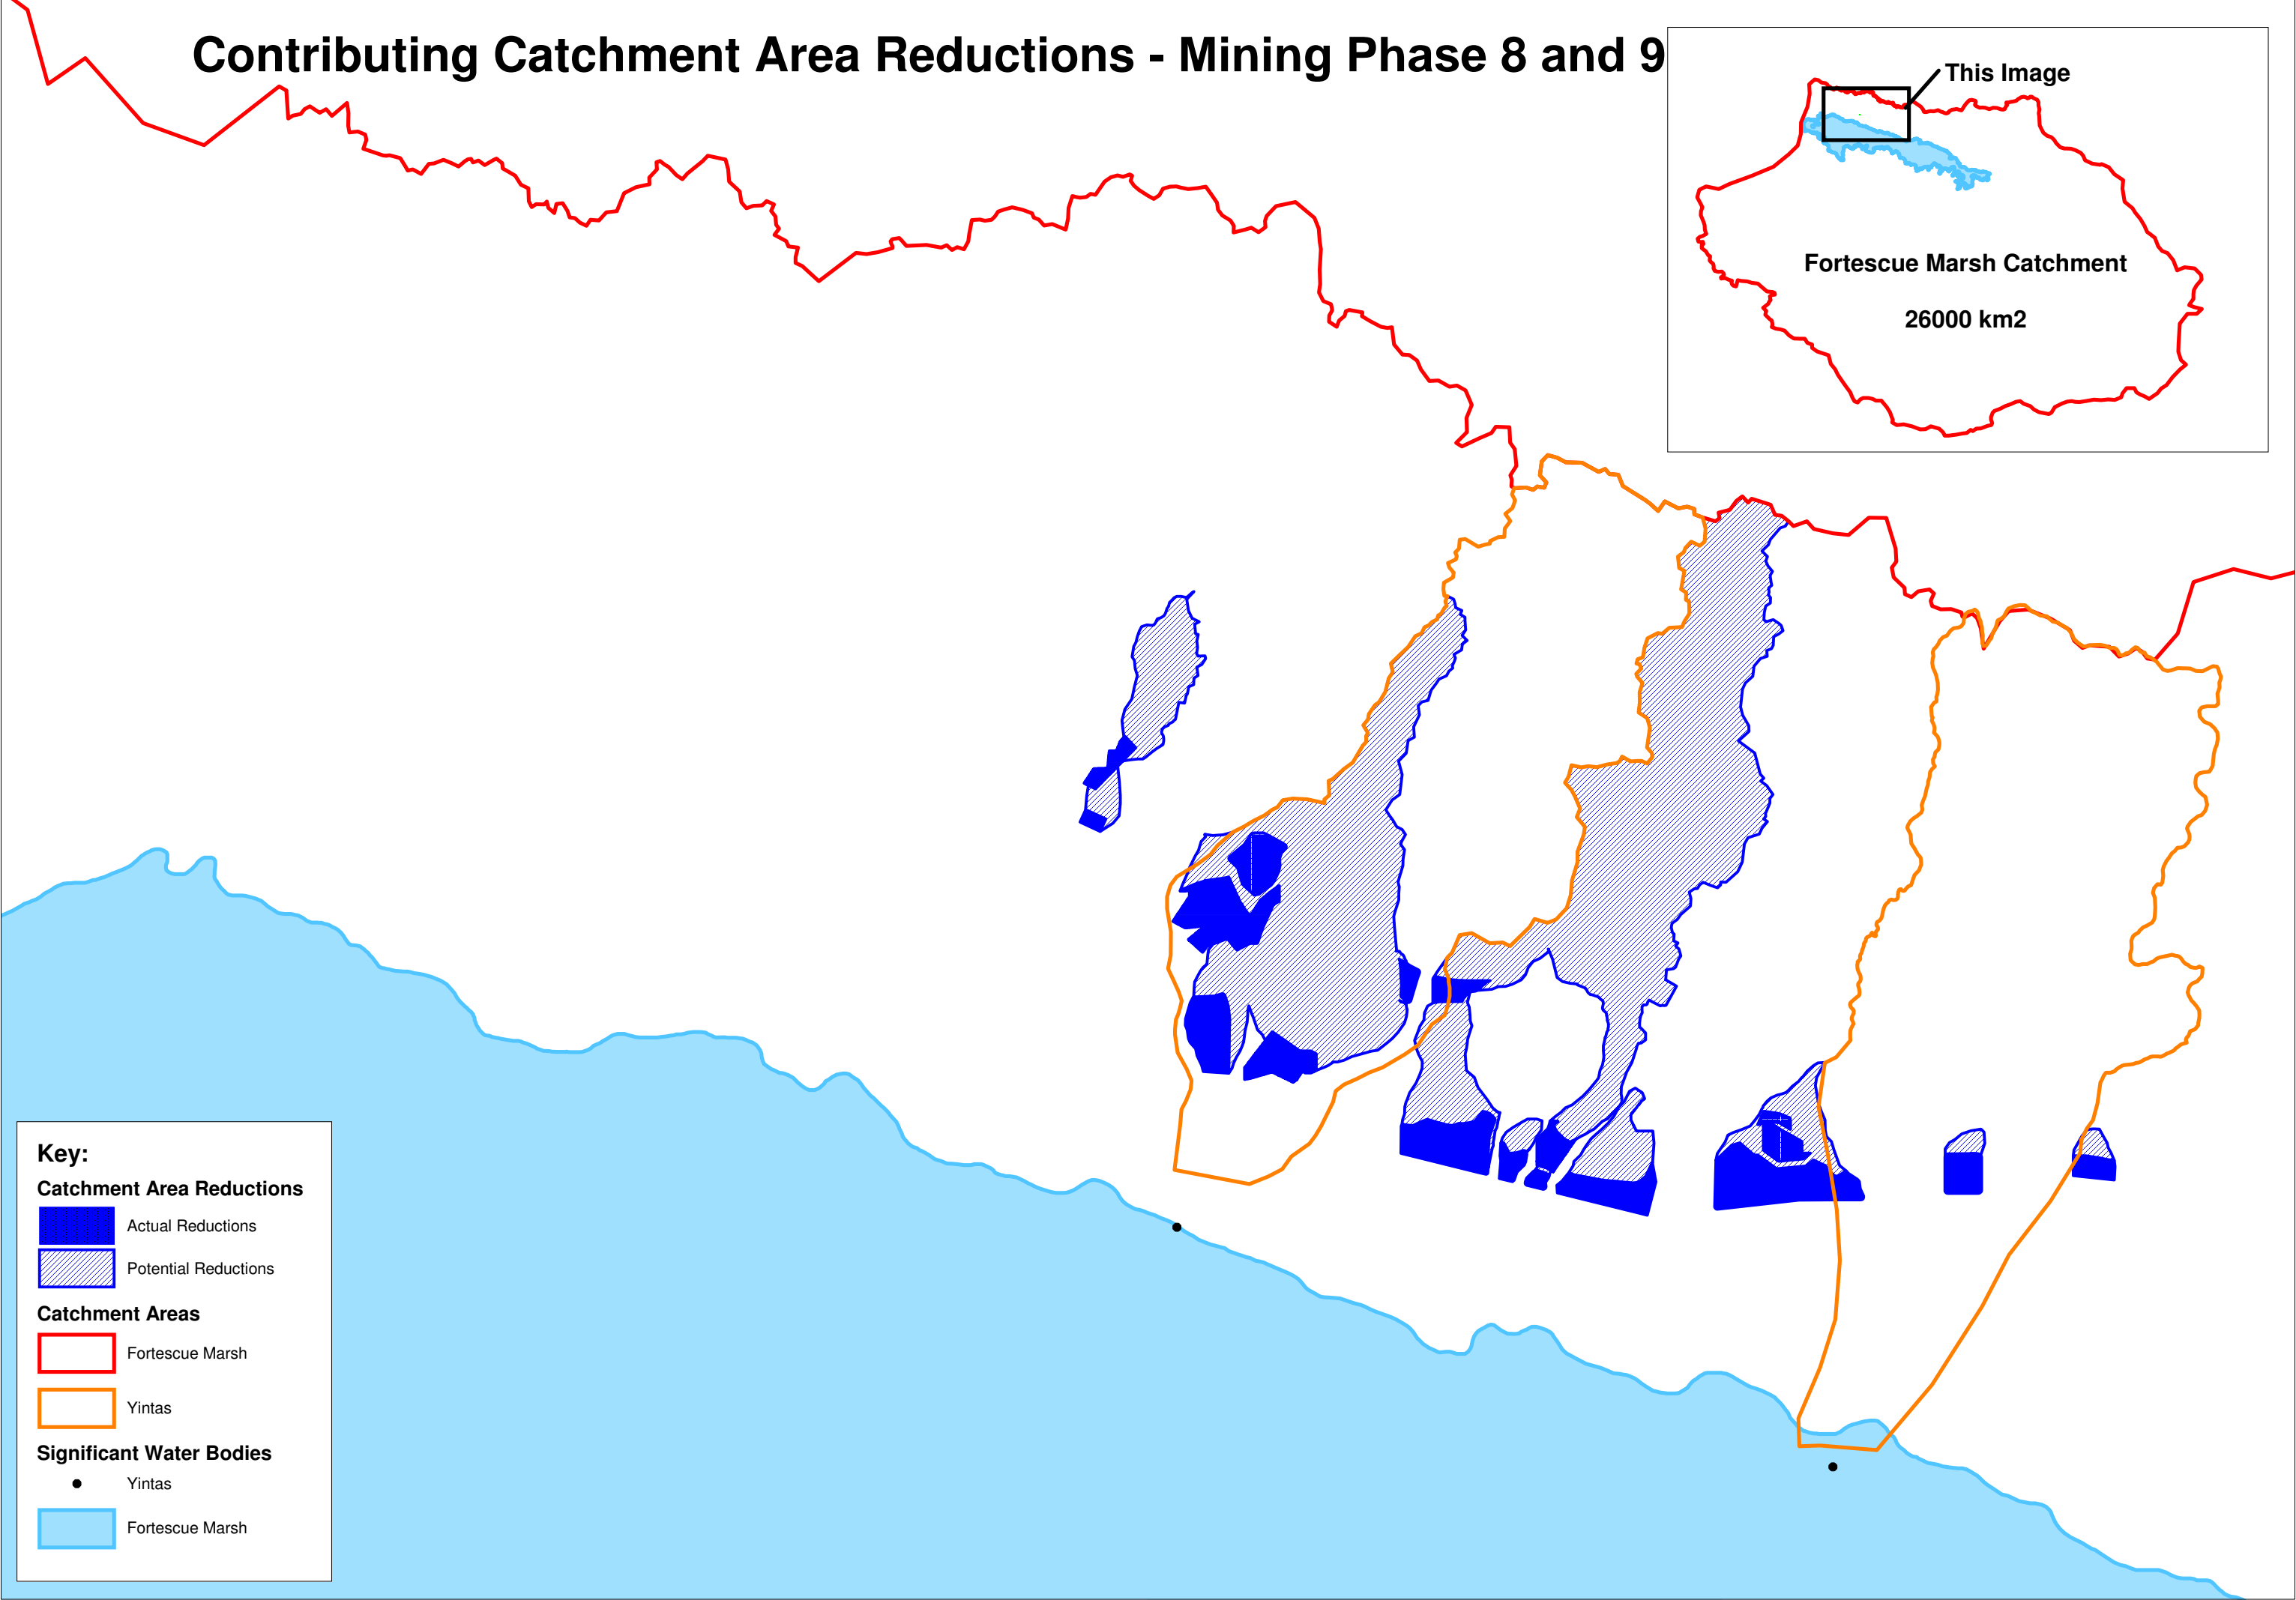 Contributing Catchment Area Reductions - Mining Phase 8 and 9
This Image
Fortescue Marsh Catchment
26000 km2
Key:
Catchment Area Reductions
Actual Reductions
Potential Reductions
Catchment Areas
Fortescue Marsh
Yintas
Significant Water Bodies
Yintas
Fortescue Marsh